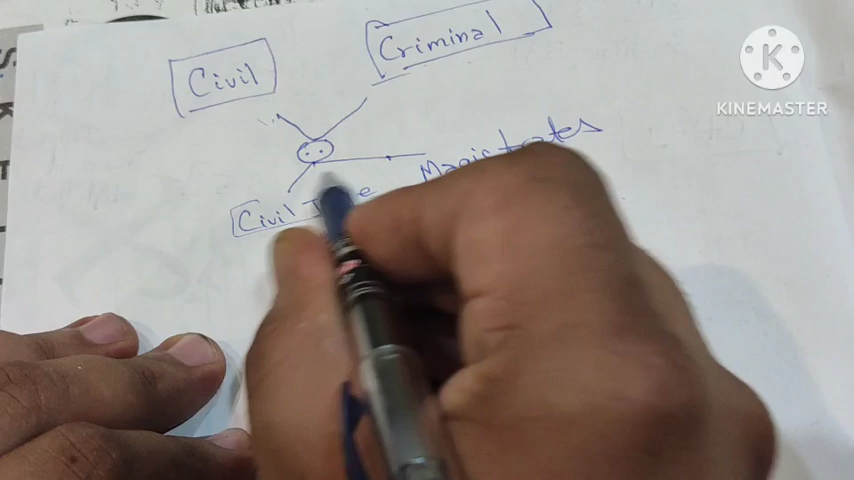 Criminal
Civil
KINEMASTER
Magistrates
Civil